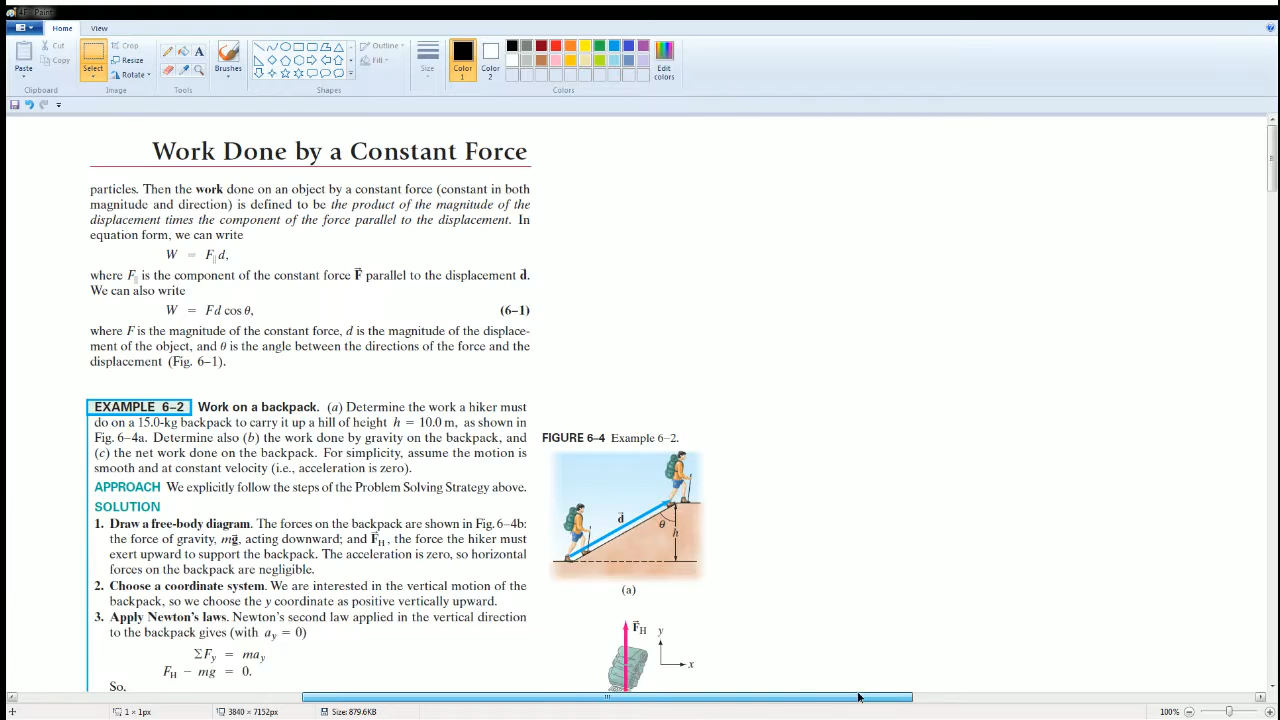 Home
View
Paste
Cut
Copy
Clipboard
Select
Crop
Resize
Rotate
Image
A
Tools
Brushes
Outline
Fill
Shapes
Size
Color 1
Color 2
Edit colors
Colors
Work Done by a Constant Force
particles. Then the work done on an object by a constant force (constant in both
magnitude and direction) is defined to be the product of the magnitude of the
displacement times the component of the force parallel to the displacement. In
equation form, we can write
W = F∥d,
where F∥ is the component of the constant force F⃗ parallel to the displacement d⃗.
We can also write
W = Fd cos θ, (6–1)
where F is the magnitude of the constant force, d is the magnitude of the displace-
ment of the object, and θ is the angle between the directions of the force and the
displacement (Fig. 6–1).
EXAMPLE 6–2 Work on a backpack. (a) Determine the work a hiker must
do on a 15.0-kg backpack to carry it up a hill of height h = 10.0 m, as shown in
Fig. 6–4a. Determine also (b) the work done by gravity on the backpack, and
(c) the net work done on the backpack. For simplicity, assume the motion is
smooth and at constant velocity (i.e., acceleration is zero).
APPROACH We explicitly follow the steps of the Problem Solving Strategy above.
SOLUTION
1. Draw a free-body diagram. The forces on the backpack are shown in Fig. 6–4b:
the force of gravity, mg⃗, acting downward; and F⃗H, the force the hiker must
exert upward to support the backpack. The acceleration is zero, so horizontal
forces on the backpack are negligible.
2. Choose a coordinate system. We are interested in the vertical motion of the
backpack, so we choose the y coordinate as positive vertically upward.
3. Apply Newton's laws. Newton's second law applied in the vertical direction
to the backpack gives (with ay = 0)
ΣFy = may
FH − mg = 0.
So,
FIGURE 6–4 Example 6–2.
d⃗
θ
h
(a)
F⃗H
y
x
1 × 1px
3840 × 7152px
Size: 879.6KB
100%